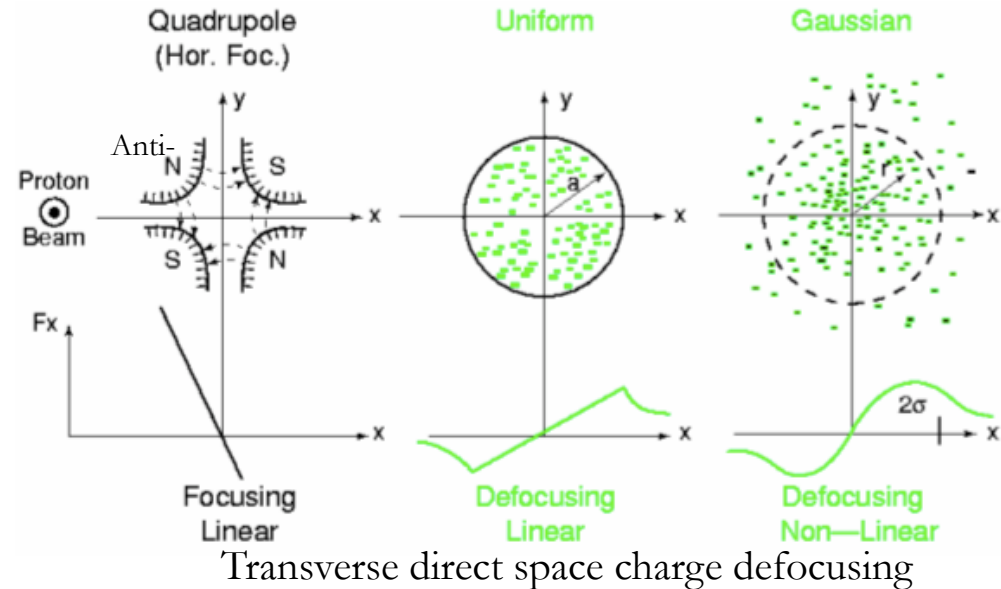 Quadrupole
(Hor. Foc.)
y
Anti-
N
S
Proton
Beam
x
S
N
Fx
x
Focusing
Linear
Uniform
y
a
x
x
Defocusing
Linear
Gaussian
y
r
x
2σ
x
Defocusing
Non—Linear
Transverse direct space charge defocusing